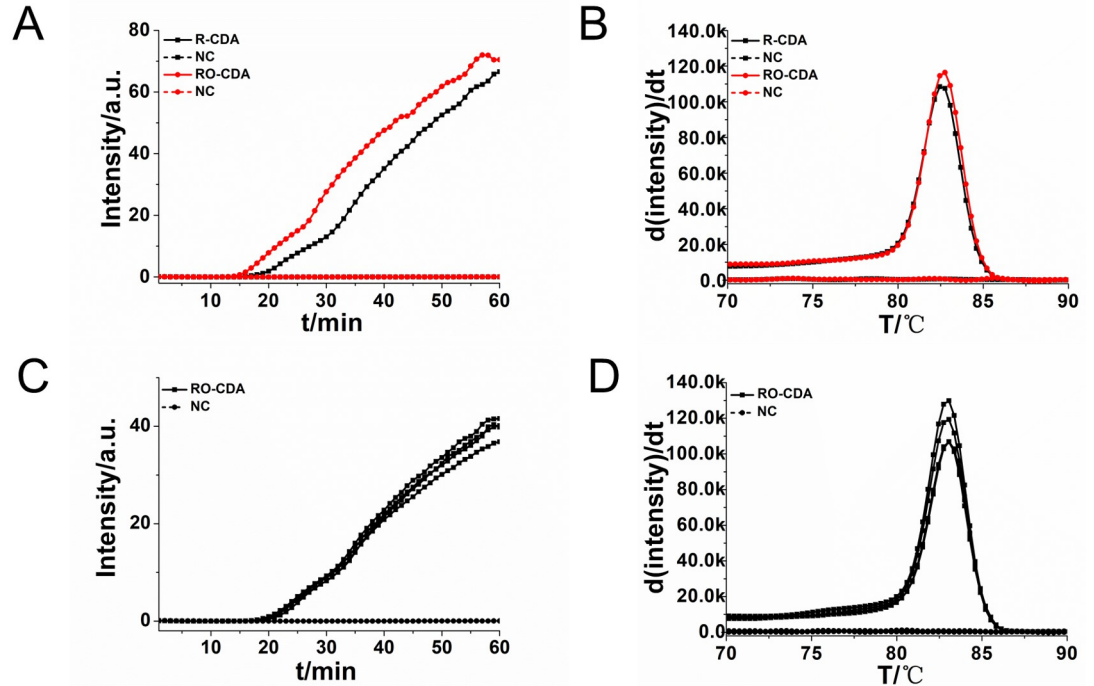 A
80
60
40
20
0
Intensity/a.u.
R-CDA
NC
RO-CDA
NC
10 20 30 40 50 60
t/min
B
140.0k
120.0k
100.0k
80.0k
60.0k
40.0k
20.0k
0.0
d(intensity)/dt
R-CDA
NC
RO-CDA
NC
70 75 80 85 90
T/℃
C
40
20
0
Intensity/a.u.
RO-CDA
NC
10 20 30 40 50 60
t/min
D
140.0k
120.0k
100.0k
80.0k
60.0k
40.0k
20.0k
0.0
d(intensity)/dt
RO-CDA
NC
70 75 80 85 90
T/℃